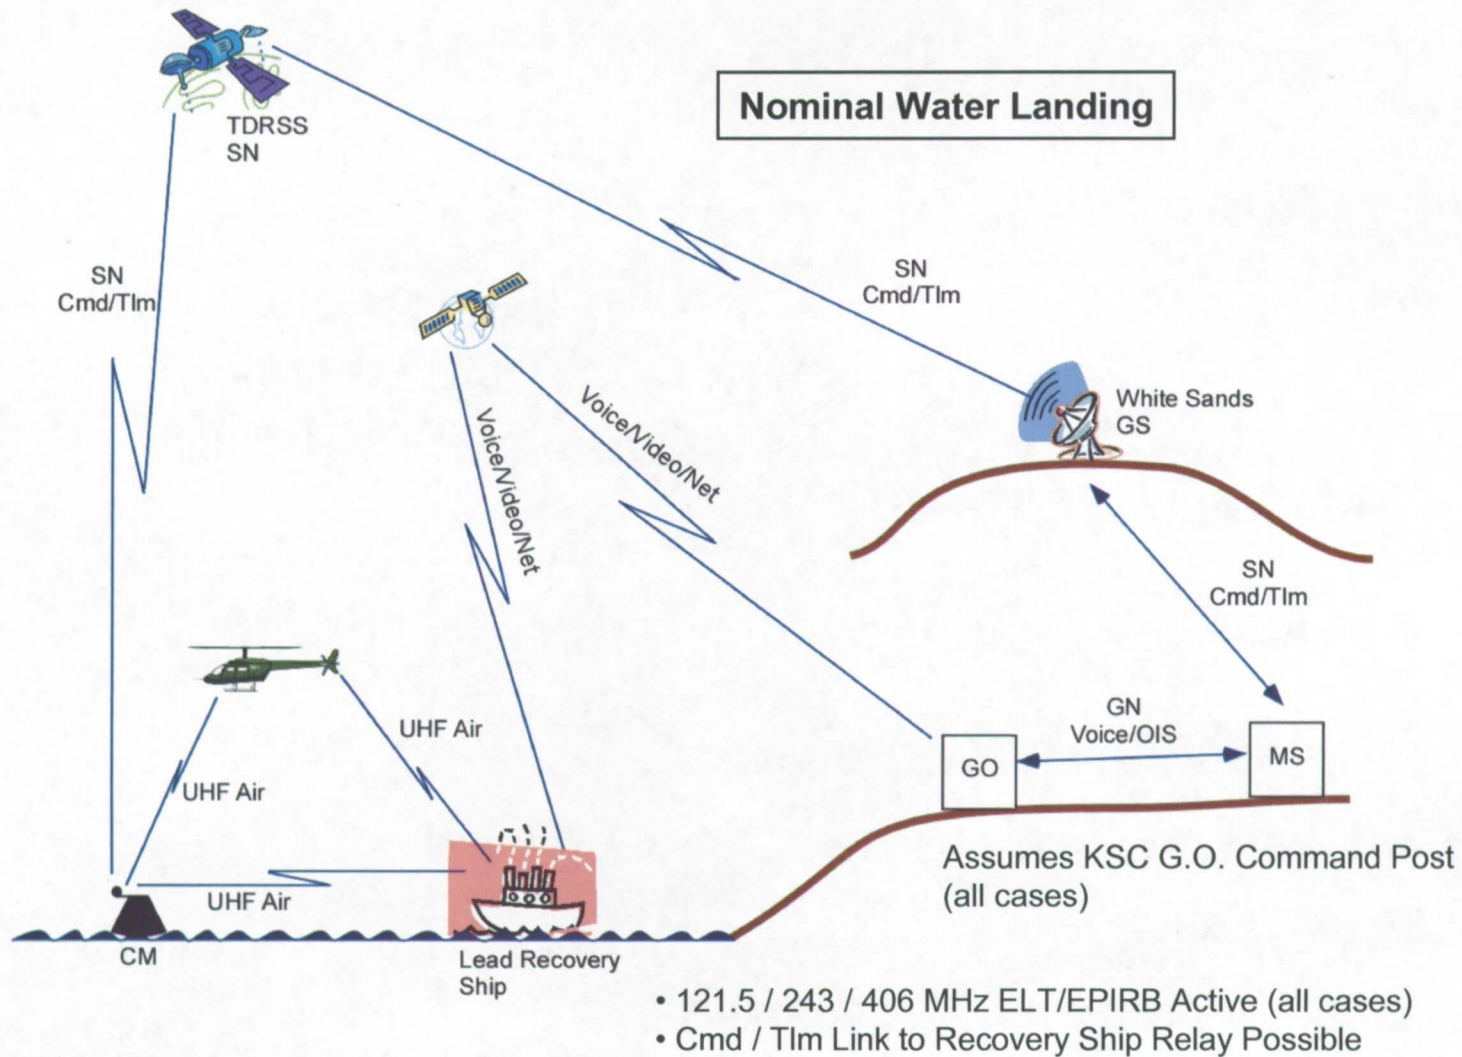 Nominal Water Landing
TDRSS
SN
SN
Cmd/Tlm
SN
Cmd/Tlm
Voice/Video/Net
Voice/Video/Net
White Sands
GS
SN
Cmd/Tlm
UHF Air
UHF Air
UHF Air
GN
Voice/OIS
GO
MS
CM
Lead Recovery
Ship
Assumes KSC G.O. Command Post
(all cases)
• 121.5 / 243 / 406 MHz ELT/EPIRB Active (all cases)
• Cmd / Tlm Link to Recovery Ship Relay Possible